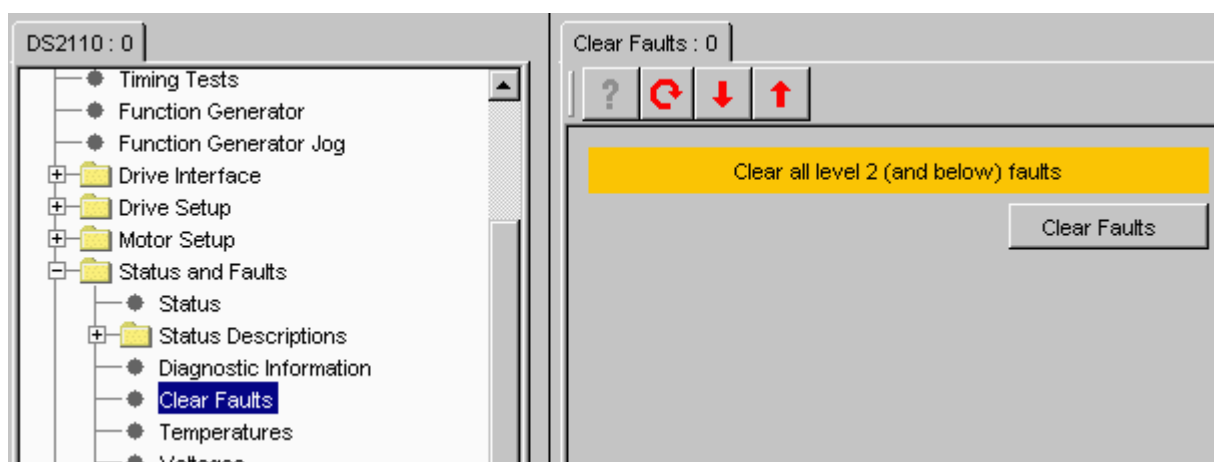 DS2110 : 0
Timing Tests
Function Generator
Function Generator Jog
Drive Interface
Drive Setup
Motor Setup
Status and Faults
Status
Status Descriptions
Diagnostic Information
Clear Faults
Temperatures
Clear Faults : 0
?
Clear all level 2 (and below) faults
Clear Faults